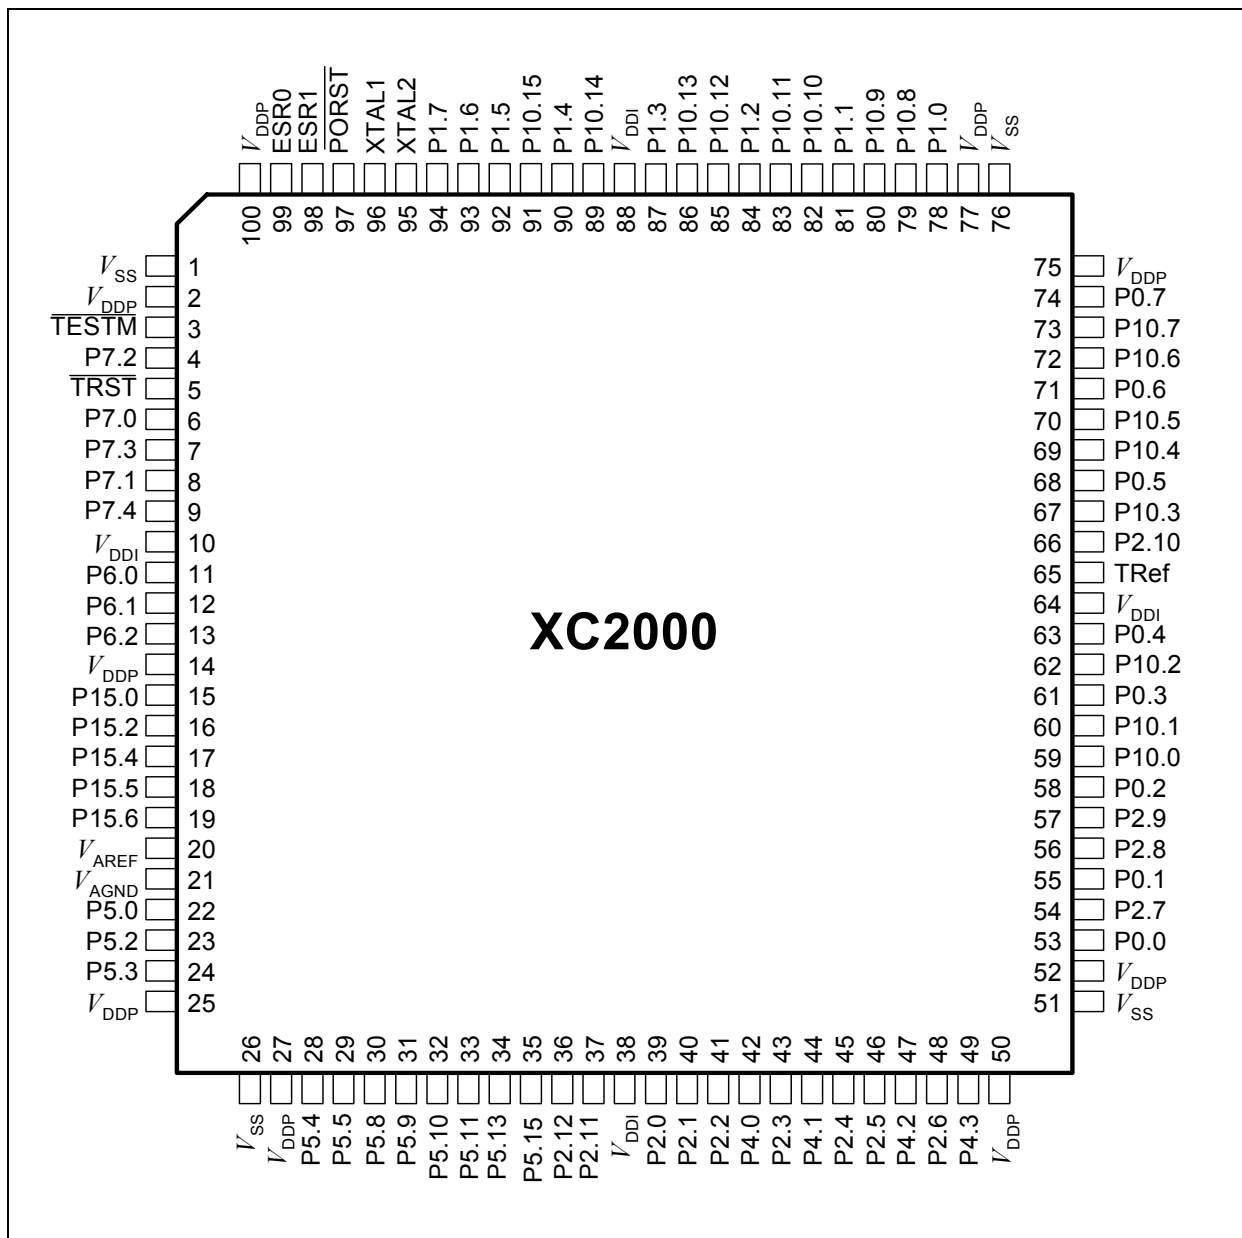 VDDP ESR0 ESR1 PORST XTAL1 XTAL2 P1.7 P1.6 P1.5 P10.15 P1.4 P10.14 VDDI P1.3 P10.13 P10.12 P1.2 P10.11 P10.10 P1.1 P10.9 P10.8 P1.0 VDDP VSS
100 99 98 97 96 95 94 93 92 91 90 89 88 87 86 85 84 83 82 81 80 79 78 77 76
VSS 1
VDDP 2
TESTM 3
P7.2 4
TRST 5
P7.0 6
P7.3 7
P7.1 8
P7.4 9
VDDI 10
P6.0 11
P6.1 12
P6.2 13
VDDP 14
P15.0 15
P15.2 16
P15.4 17
P15.5 18
P15.6 19
VAREF 20
VAGND 21
P5.0 22
P5.2 23
P5.3 24
VDDP 25
XC2000
75 VDDP
74 P0.7
73 P10.7
72 P10.6
71 P0.6
70 P10.5
69 P10.4
68 P0.5
67 P10.3
66 P2.10
65 TRef
64 VDDI
63 P0.4
62 P10.2
61 P0.3
60 P10.1
59 P10.0
58 P0.2
57 P2.9
56 P2.8
55 P0.1
54 P2.7
53 P0.0
52 VDDP
51 VSS
26 27 28 29 30 31 32 33 34 35 36 37 38 39 40 41 42 43 44 45 46 47 48 49 50
VSS VDDP P5.4 P5.5 P5.8 P5.9 P5.10 P5.11 P5.13 P5.15 P2.12 P2.11 VDDI P2.0 P2.1 P2.2 P4.0 P2.3 P4.1 P2.4 P2.5 P4.2 P2.6 P4.3 VDDP